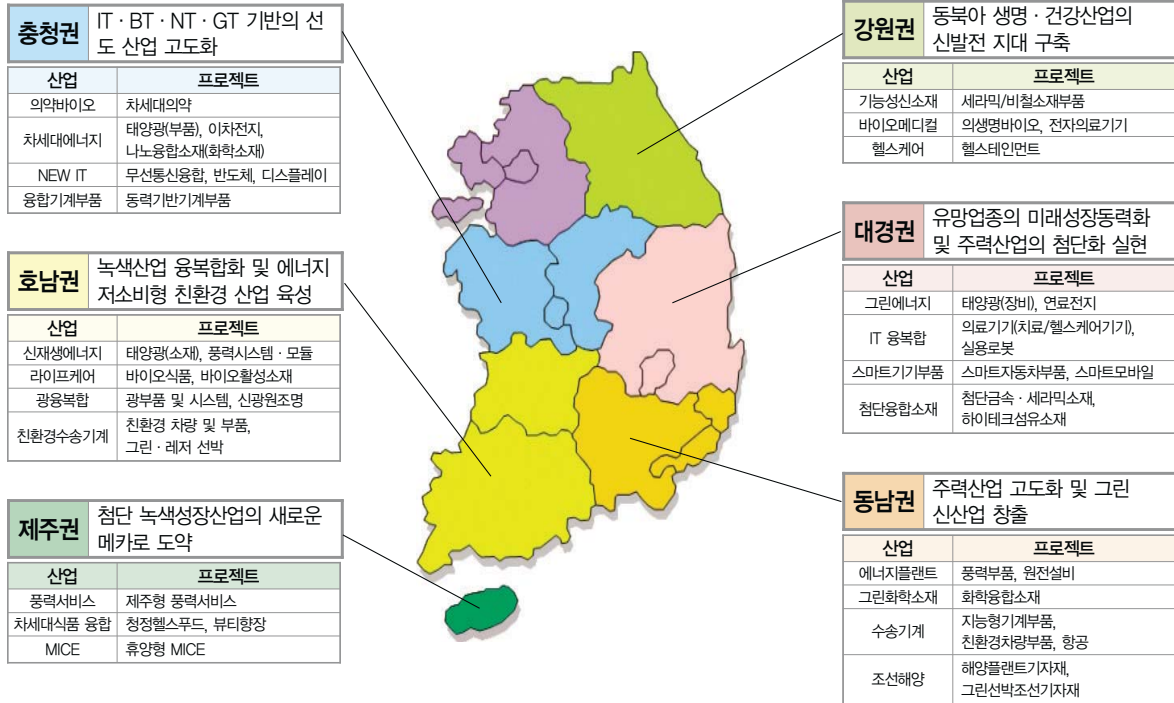 충청권
IT · BT · NT · GT 기반의 선
도 산업 고도화
산업 프로젝트
의약바이오 차세대의약
차세대에너지 태양광(부품), 이차전지,
나노융합소재(화학소재)
NEW IT 무선통신융합, 반도체, 디스플레이
융합기계부품 동력기반기계부품
호남권
녹색산업 융복합화 및 에너지
저소비형 친환경 산업 육성
산업 프로젝트
신재생에너지 태양광(소재), 풍력시스템 · 모듈
라이프케어 바이오식품, 바이오활성소재
광융복합 광부품 및 시스템, 신광원조명
친환경수송기계 친환경 차량 및 부품,
그린 · 레저 선박
제주권
첨단 녹색성장산업의 새로운
메카로 도약
산업 프로젝트
풍력서비스 제주형 풍력서비스
차세대식품 융합 청정헬스푸드, 뷰티향장
MICE 휴양형 MICE
강원권
동북아 생명 · 건강산업의
신발전 지대 구축
산업 프로젝트
기능성신소재 세라믹/비철소재부품
바이오메디컬 의생명바이오, 전자의료기기
헬스케어 헬스테인먼트
대경권
유망업종의 미래성장동력화
및 주력산업의 첨단화 실현
산업 프로젝트
그린에너지 태양광(장비), 연료전지
IT 융복합 의료기기(치료/헬스케어기기),
실용로봇
스마트기기부품 스마트자동차부품, 스마트모바일
첨단융합소재 첨단금속 · 세라믹소재,
하이테크섬유소재
동남권
주력산업 고도화 및 그린
신산업 창출
산업 프로젝트
에너지플랜트 풍력부품, 원전설비
그린화학소재 화학융합소재
수송기계 지능형기계부품,
친환경차량부품, 항공
조선해양 해양플랜트기자재,
그린선박조선기자재